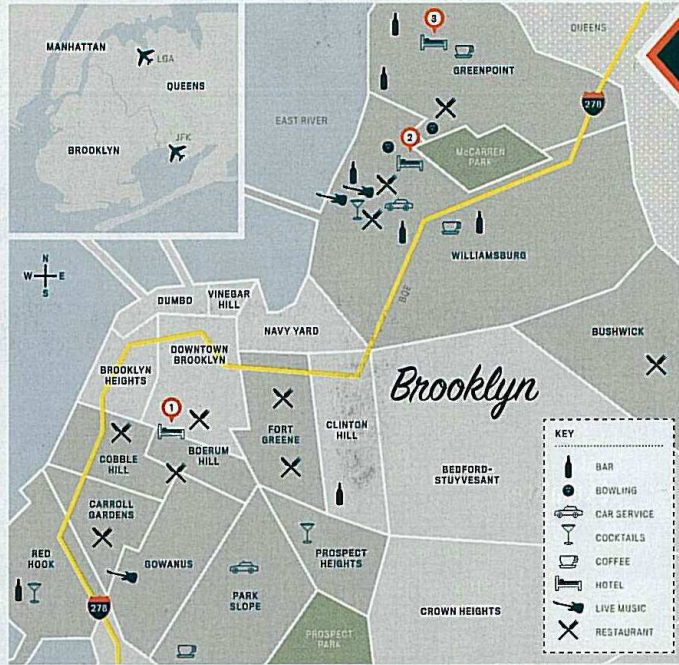 MANHATTAN
LGA
QUEENS
BROOKLYN
JFK
EAST RIVER
QUEENS
3
GREENPOINT
278
2
McCARREN
PARK
WILLIAMSBURG
BQE
N
W E
S
DUMBO
VINEGAR
HILL
NAVY YARD
DOWNTOWN
BROOKLYN
BROOKLYN
HEIGHTS
BUSHWICK
Brooklyn
1
COBBLE
HILL
BOERUM
HILL
FORT
GREENE
CLINTON
HILL
BEDFORD-
STUYVESANT
CARROLL
GARDENS
RED
HOOK
GOWANUS
PARK
SLOPE
PROSPECT
HEIGHTS
CROWN HEIGHTS
PROSPECT
PARK
278
KEY
BAR
BOWLING
CAR SERVICE
COCKTAILS
COFFEE
HOTEL
LIVE MUSIC
RESTAURANT